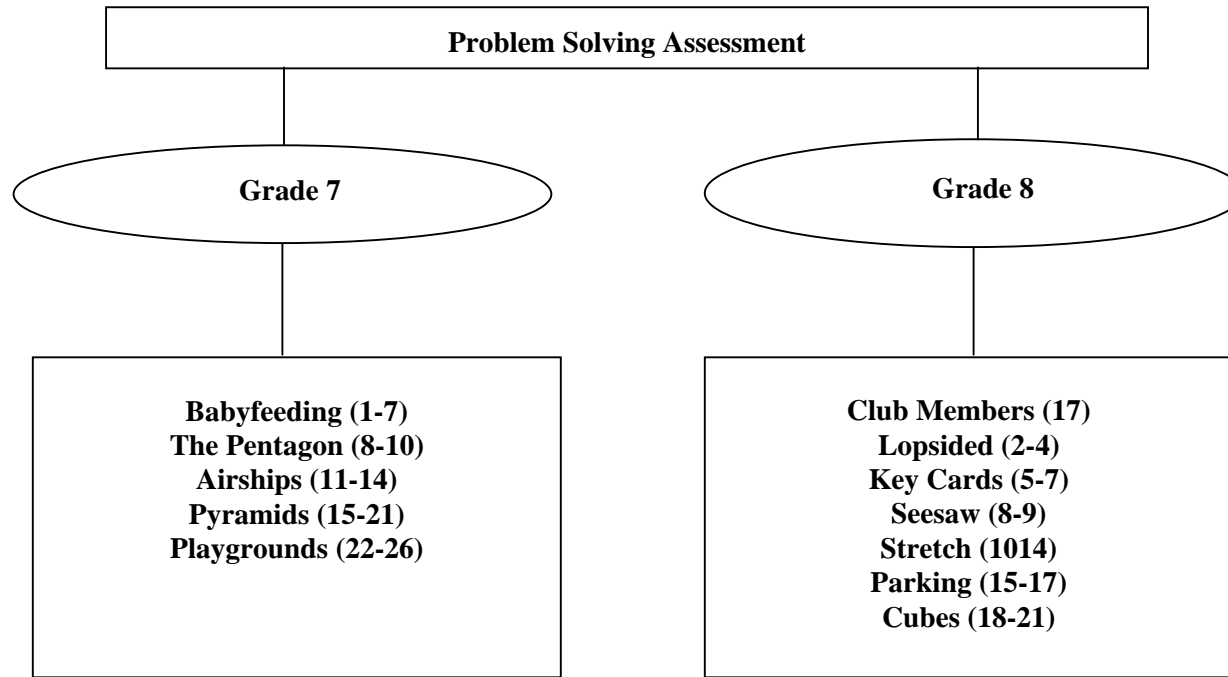 Problem Solving Assessment
Grade 7
Grade 8
Babyfeeding (1-7)
The Pentagon (8-10)
Airships (11-14)
Pyramids (15-21)
Playgrounds (22-26)
Club Members (17)
Lopsided (2-4)
Key Cards (5-7)
Seesaw (8-9)
Stretch (1014)
Parking (15-17)
Cubes (18-21)